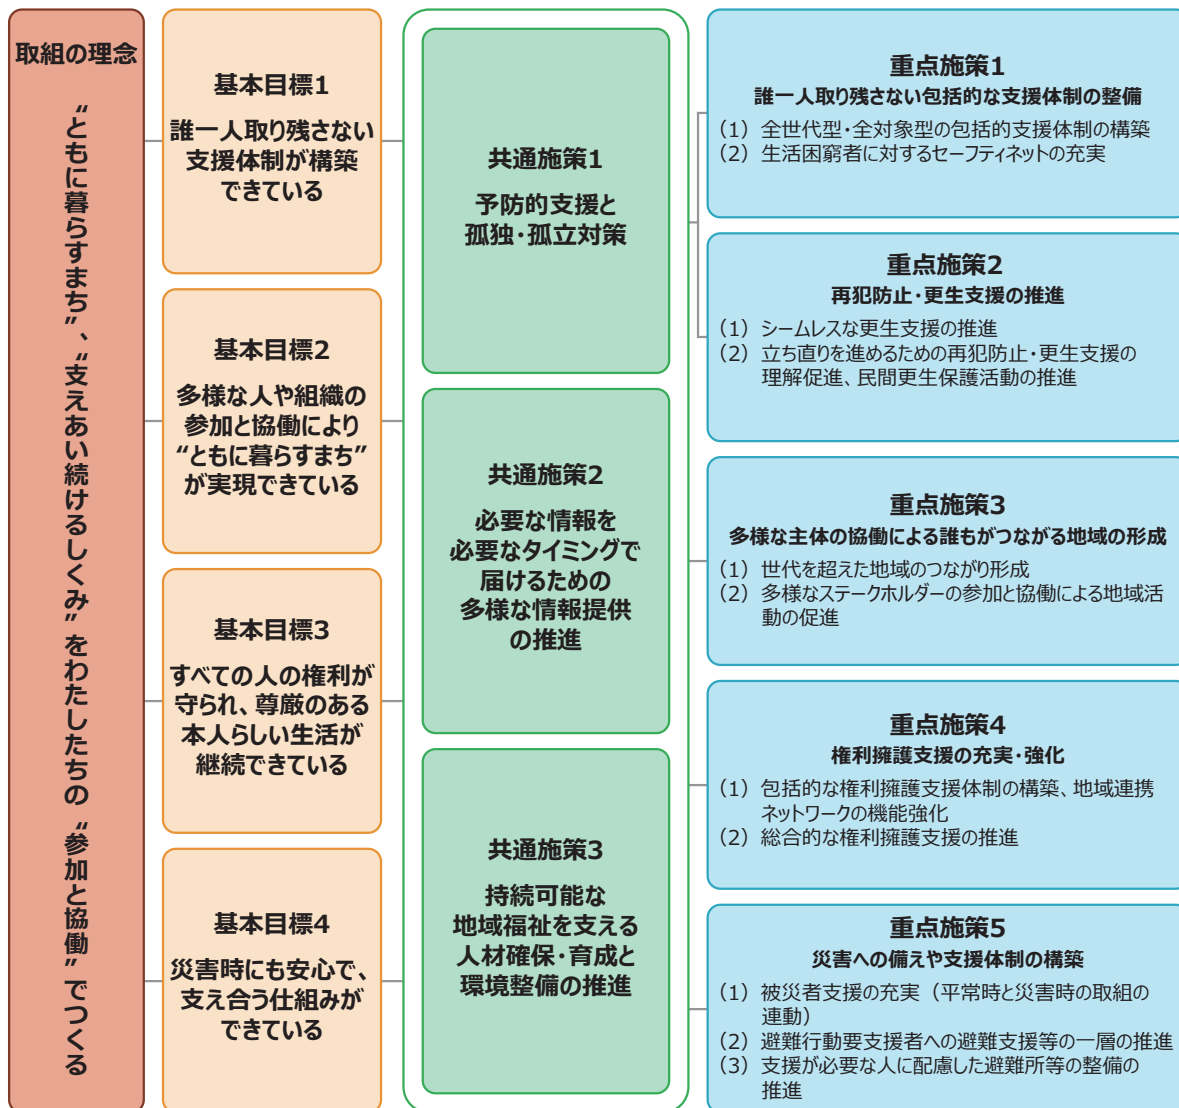 取組の理念
“ともに暮らすまち”、“支えあい続けるしくみ”をわたしたちの“参加と協働”でつくる
基本目標1
誰一人取り残さない
支援体制が構築
できている
基本目標2
多様な人や組織の
参加と協働により
“ともに暮らすまち”
が実現できている
基本目標3
すべての人の権利が
守られ、尊厳のある
本人らしい生活が
継続できている
基本目標4
災害時にも安心で、
支え合う仕組みが
できている
共通施策1
予防的支援と
孤独・孤立対策
共通施策2
必要な情報を
必要なタイミングで
届けるための
多様な情報提供
の推進
共通施策3
持続可能な
地域福祉を支える
人材確保・育成と
環境整備の推進
重点施策1
誰一人取り残さない包括的な支援体制の整備
（1）全世代型・全対象型の包括的支援体制の構築
（2）生活困窮者に対するセーフティネットの充実
重点施策2
再犯防止・更生支援の推進
（1）シームレスな更生支援の推進
（2）立ち直りを進めるための再犯防止・更生支援の
理解促進、民間更生保護活動の推進
重点施策3
多様な主体の協働による誰もがつながる地域の形成
（1）世代を超えた地域のつながり形成
（2）多様なステークホルダーの参加と協働による地域活
動の促進
重点施策4
権利擁護支援の充実・強化
（1）包括的な権利擁護支援体制の構築、地域連携
ネットワークの機能強化
（2）総合的な権利擁護支援の推進
重点施策5
災害への備えや支援体制の構築
（1）被災者支援の充実（平常時と災害時の取組の
連動）
（2）避難行動要支援者への避難支援等の一層の推進
（3）支援が必要な人に配慮した避難所等の整備の
推進